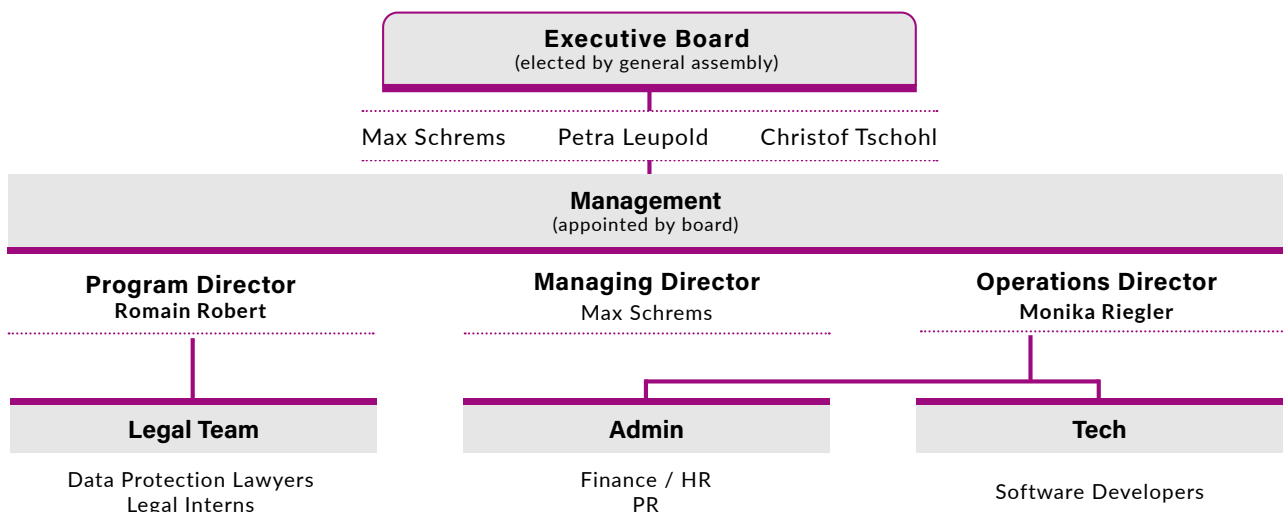 Executive Board
(elected by general assembly)
Max Schrems Petra Leupold Christof Tschohl
Management
(appointed by board)
Program Director
Romain Robert
Managing Director
Max Schrems
Operations Director
Monika Riegler
Legal Team
Data Protection Lawyers
Legal Interns
Admin
Finance / HR
PR
Tech
Software Developers